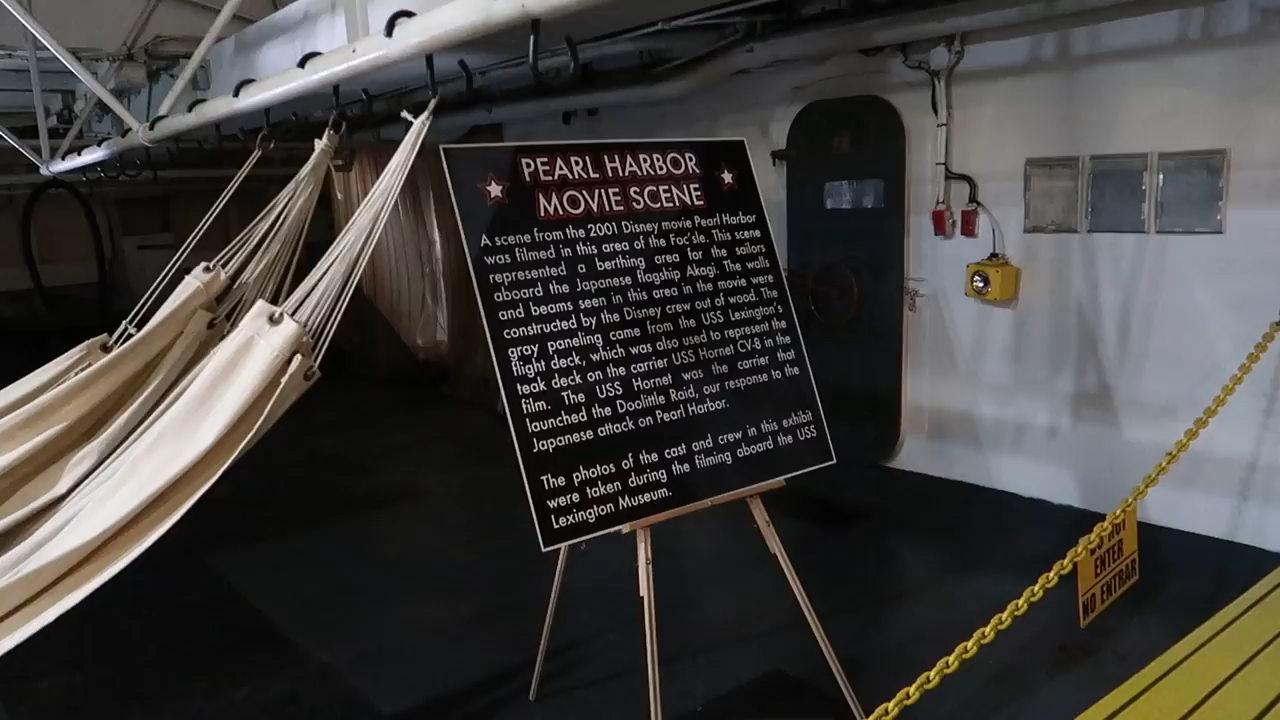 PEARL HARBOR
MOVIE SCENE
A scene from the 2001 Disney movie Pearl Harbor
was filmed in this area of the Foc'sle. This scene
represented a berthing area for the sailors
aboard the Japanese flagship Akagi. The walls
and beams seen in this area in the movie were
constructed by the Disney crew out of wood. The
gray paneling came from the USS Lexington's
flight deck, which was also used to represent the
teak deck on the carrier USS Hornet CV-8 in the
film. The USS Hornet was the carrier that
launched the Doolittle Raid, our response to the
Japanese attack on Pearl Harbor.
The photos of the cast and crew in this exhibit
were taken during the filming aboard the USS
Lexington Museum.
DO NOT
ENTER
NO ENTRAR